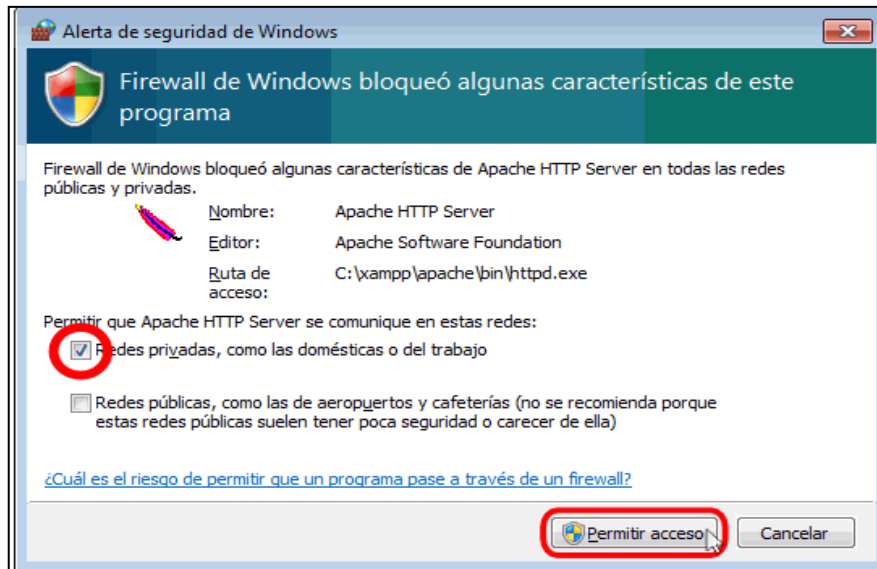 Alerta de seguridad de Windows
Firewall de Windows bloqueó algunas características de este
programa
Firewall de Windows bloqueó algunas características de Apache HTTP Server en todas las redes
públicas y privadas.
Nombre: Apache HTTP Server
Editor: Apache Software Foundation
Ruta de acceso: C:\xampp\apache\bin\httpd.exe
Permitir que Apache HTTP Server se comunique en estas redes:
Redes privadas, como las domésticas o del trabajo
Redes públicas, como las de aeropuertos y cafeterías (no se recomienda porque
estas redes públicas suelen tener poca seguridad o carecer de ella)
¿Cuál es el riesgo de permitir que un programa pase a través de un firewall?
Permitir acceso Cancelar